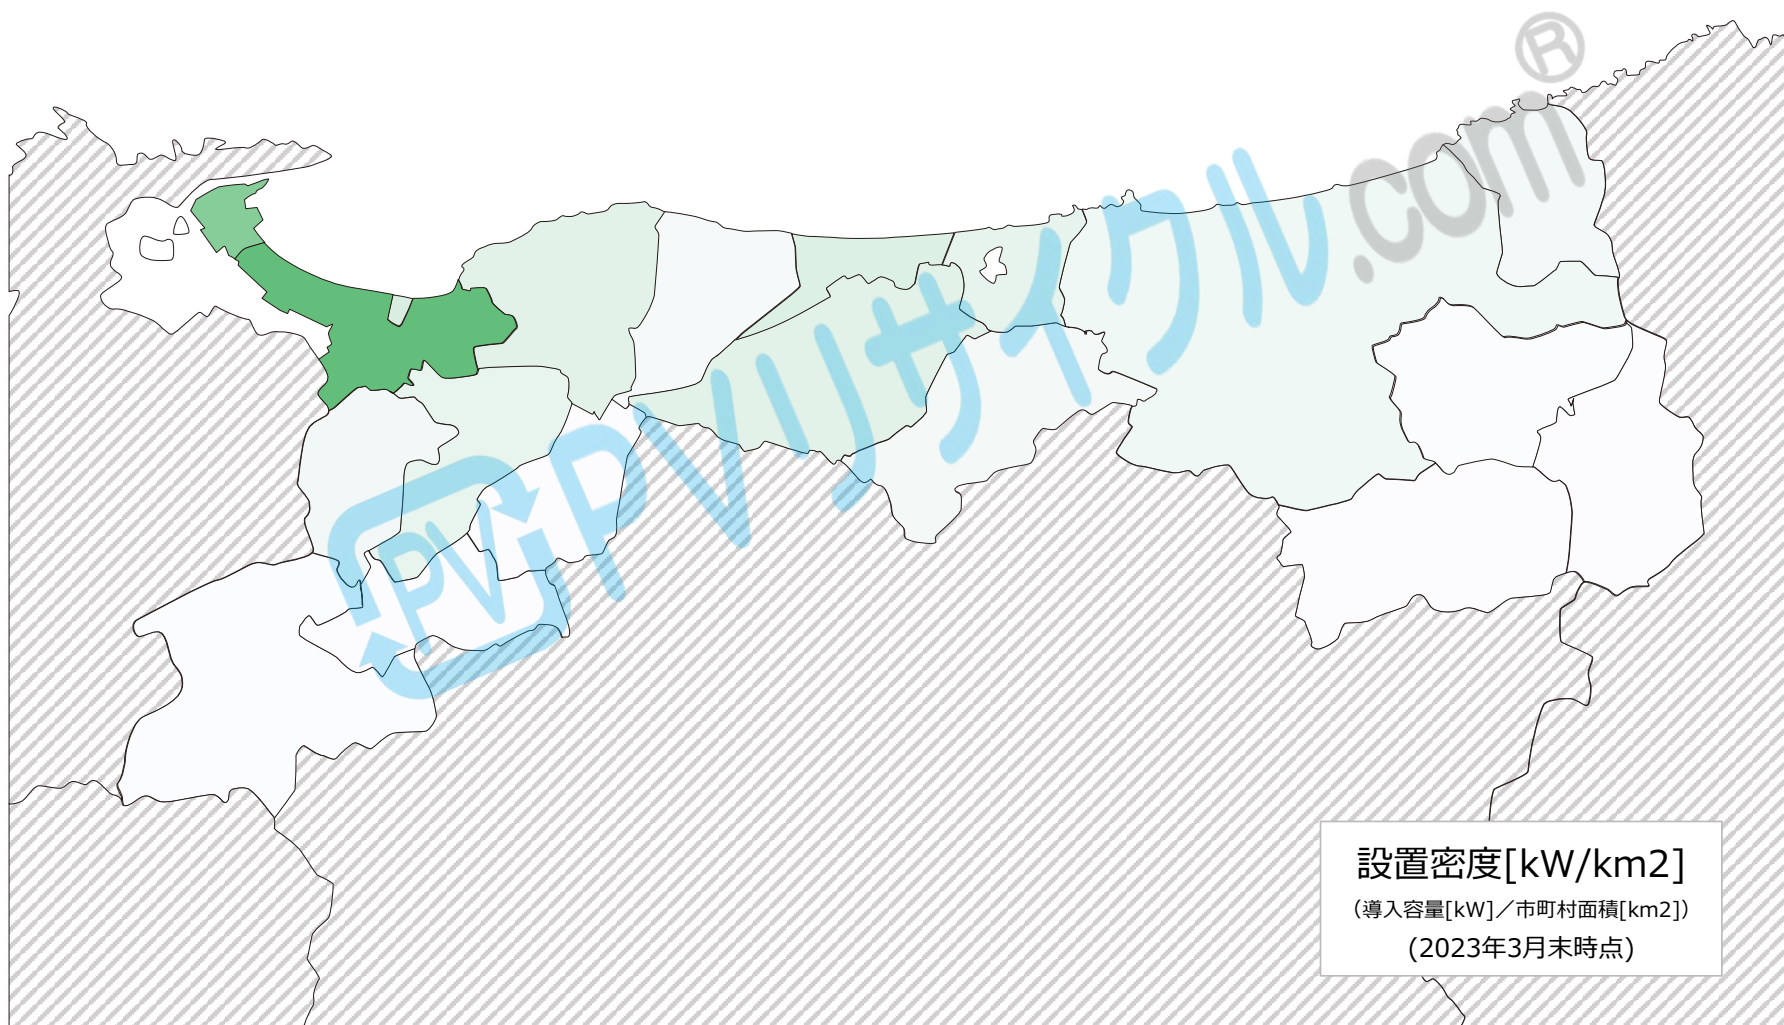 PVリサイクル.com®
PV
設置密度[kW/km2]
(導入容量[kW]／市町村面積[km2])
(2023年3月末時点)